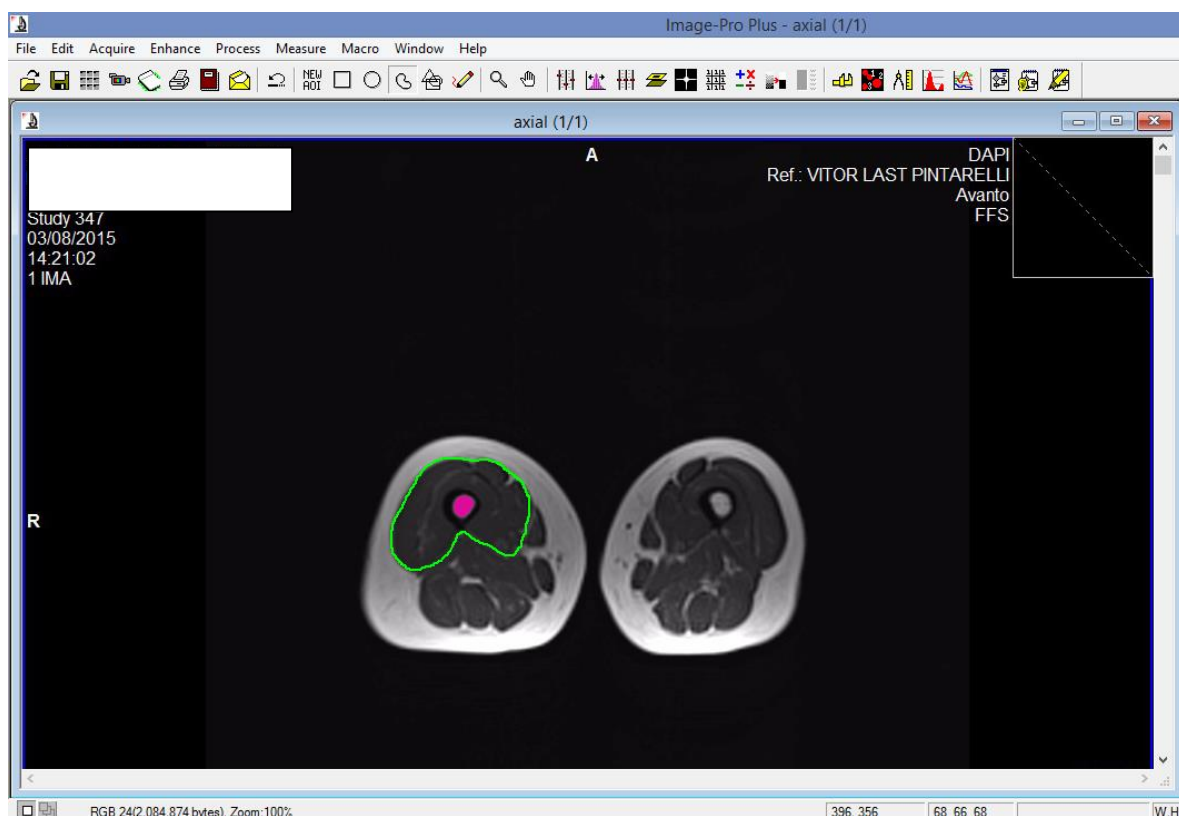 Image-Pro Plus - axial (1/1)
File Edit Acquire Enhance Process Measure Macro Window Help
NEW AOI
axial (1/1)
A
DAPI
Ref.: VITOR LAST PINTARELLI
Avanto
FFS
Study 347
03/08/2015
14:21:02
1 IMA
R
RGB 24(2,084,874 bytes), Zoom:100%
396, 356
68, 66, 68
W,H